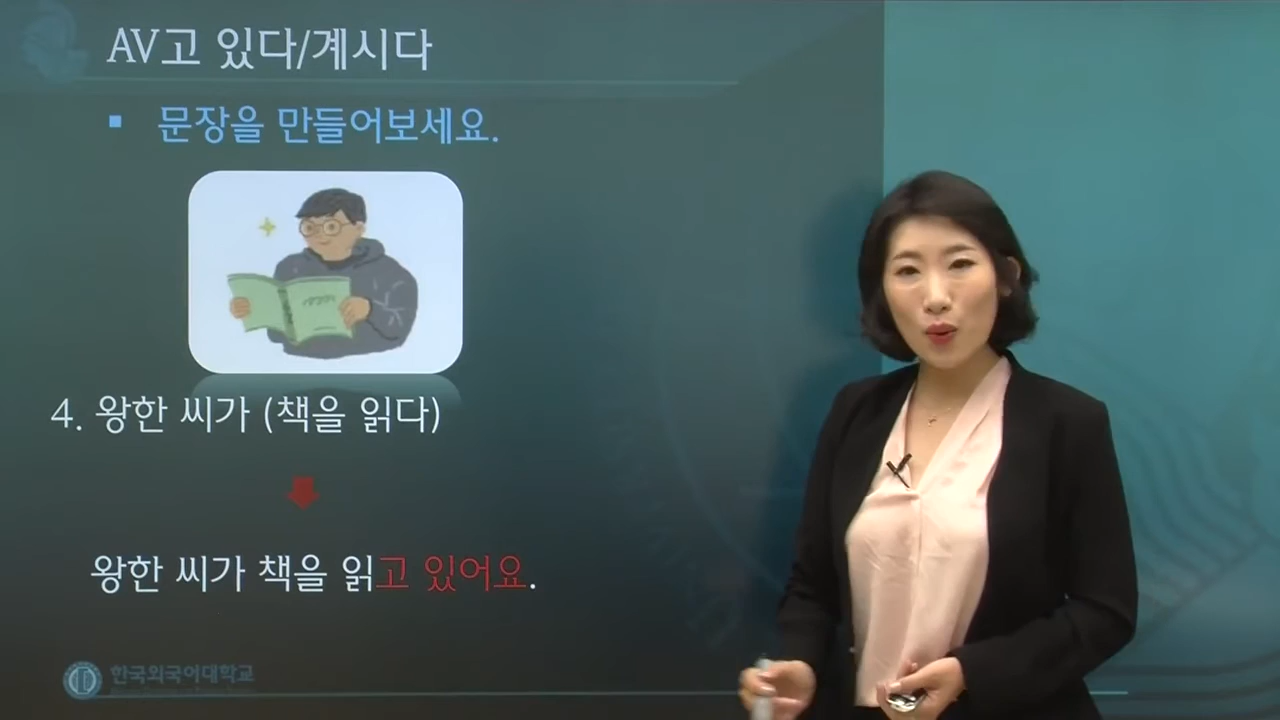 AV고 있다/계시다
▪ 문장을 만들어보세요.
4. 왕한 씨가 (책을 읽다)
왕한 씨가 책을 읽고 있어요.
한국외국어대학교